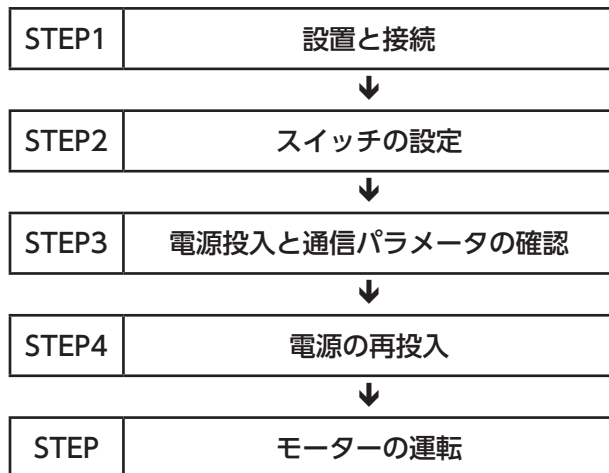 STEP1 設置と接続
STEP2 スイッチの設定
STEP3 電源投入と通信パラメータの確認
STEP4 電源の再投入
STEP モーターの運転